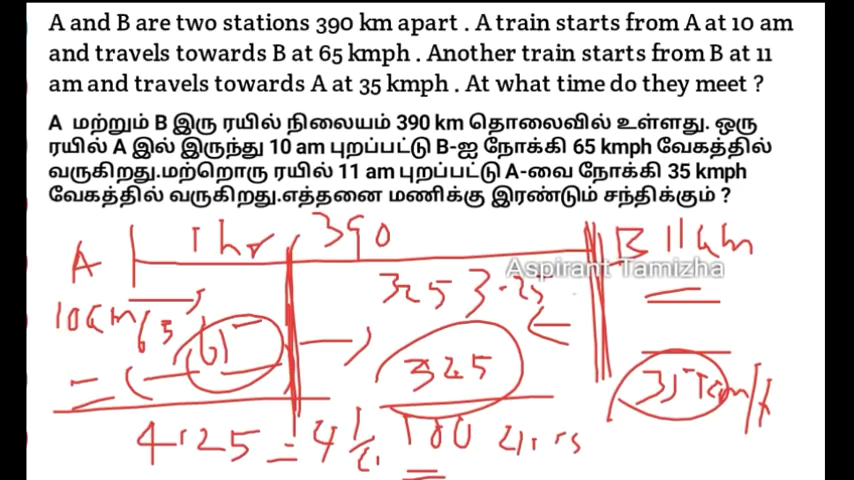 A and B are two stations 390 km apart . A train starts from A at 10 am
and travels towards B at 65 kmph . Another train starts from B at 11
am and travels towards A at 35 kmph . At what time do they meet ?
A மற்றும் B இரு ரயில் நிலையம் 390 km தொலைவில் உள்ளது. ஒரு
ரயில் A இல் இருந்து 10 am புறப்பட்டு B-ஐ நோக்கி 65 kmph வேகத்தில்
வருகிறது.மற்றொரு ரயில் 11 am புறப்பட்டு A-வை நோக்கி 35 kmph
வேகத்தில் வருகிறது.எத்தனை மணிக்கு இரண்டும் சந்திக்கும் ?
A 1 hr 390 B 11am
Aspirant Tamizha
325 3.25
10am 65
325
35 km/h
4.25 = 4 100